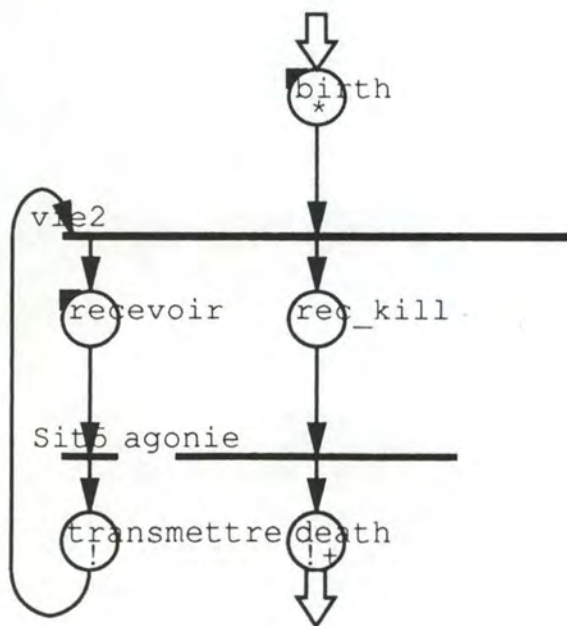 birth
*
vie2
recevoir rec_kill
Sit5 agonie
transmettre death
! !+